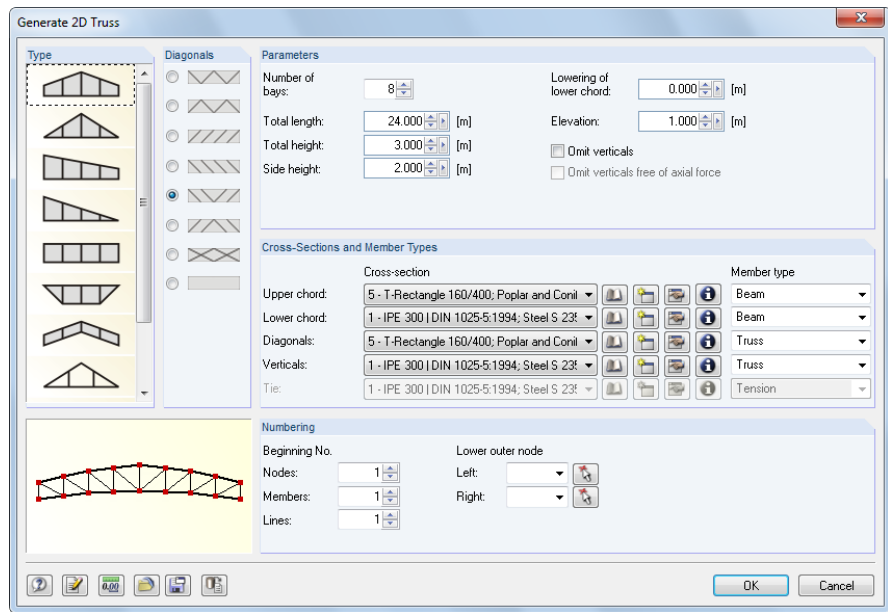 Generate 2D Truss
Type
Diagonals
Parameters
Number of
bays:
8
Lowering of
lower chord:
0.000
[m]
Total length:
24.000
[m]
Elevation:
1.000
[m]
Total height:
3.000
[m]
Omit verticals
Side height:
2.000
[m]
Omit verticals free of axial force
Cross-Sections and Member Types
Cross-section
Member type
Upper chord:
5 - T-Rectangle 160/400; Poplar and Conif
Beam
Lower chord:
1 - IPE 300 | DIN 1025-5:1994; Steel S 235
Beam
Diagonals:
5 - T-Rectangle 160/400; Poplar and Conif
Truss
Verticals:
1 - IPE 300 | DIN 1025-5:1994; Steel S 235
Truss
Tie:
1 - IPE 300 | DIN 1025-5:1994; Steel S 235
Tension
Numbering
Beginning No.
Lower outer node
Nodes:
1
Left:
Members:
1
Right:
Lines:
1
0.00
OK
Cancel